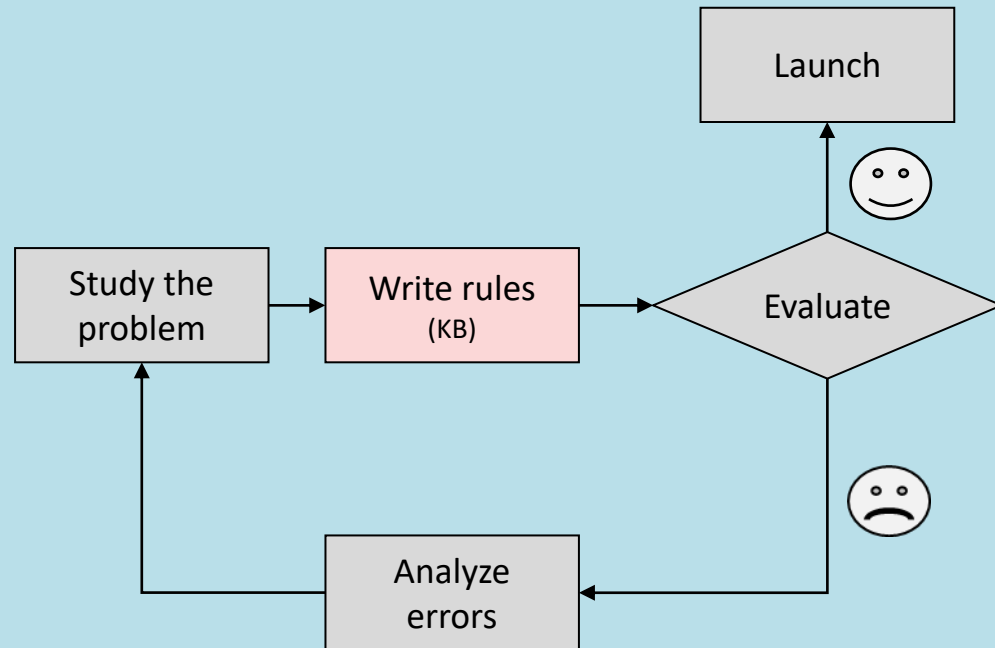 Launch
Study the
problem
Write rules
(KB)
Evaluate
Analyze
errors